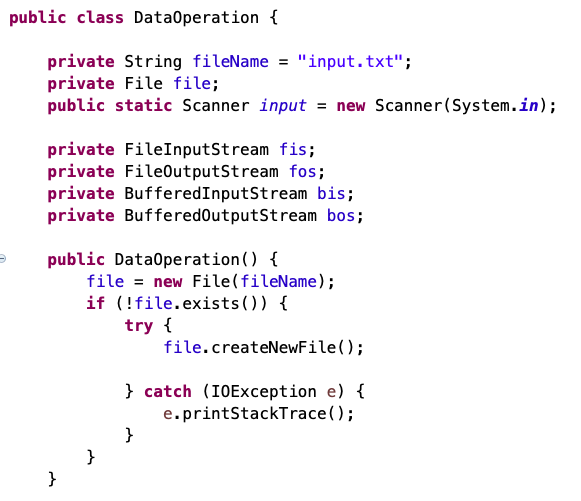 public class DataOperation {
private String fileName = "input.txt";
private File file;
public static Scanner input = new Scanner(System.in);
private FileInputStream fis;
private FileOutputStream fos;
private BufferedInputStream bis;
private BufferedOutputStream bos;
public DataOperation() {
file = new File(fileName);
if (!file.exists()) {
try {
file.createNewFile();
} catch (IOException e) {
e.printStackTrace();
}
}
}